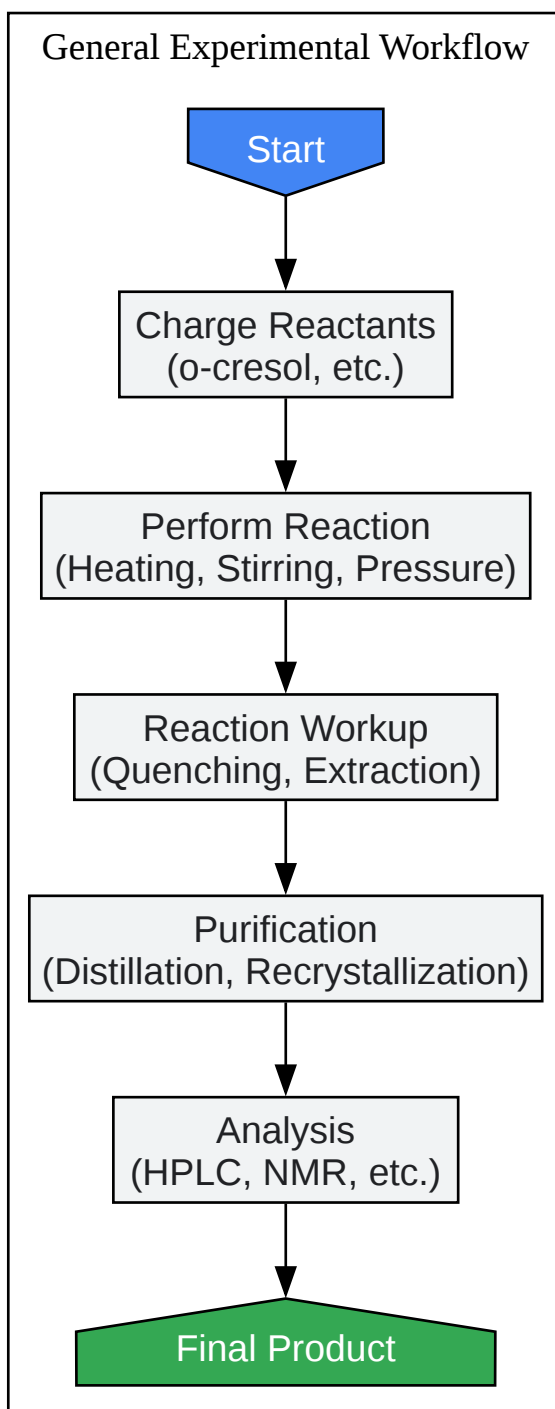 General Experimental Workflow
Start
Charge Reactants
(o-cresol, etc.)
Perform Reaction
(Heating, Stirring, Pressure)
Reaction Workup
(Quenching, Extraction)
Purification
(Distillation, Recrystallization)
Analysis
(HPLC, NMR, etc.)
Final Product